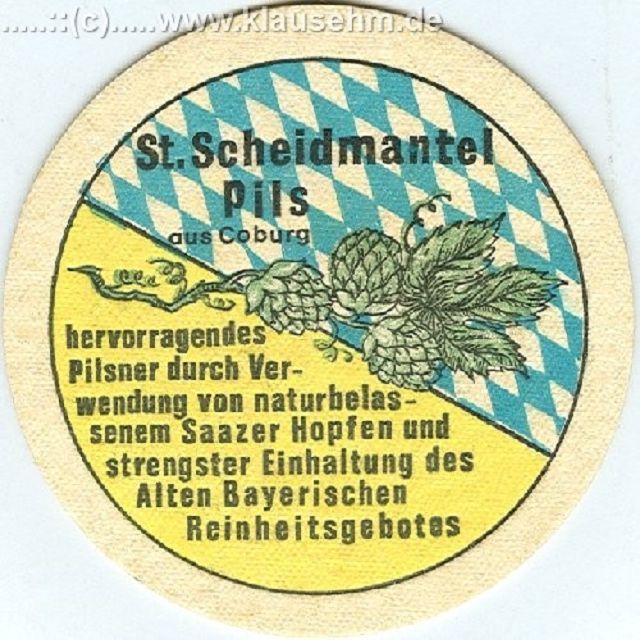 .....::(c).....www.klausehm.de
St. Scheidmantel
Pils
aus Coburg
hervorragendes
Pilsner durch Ver-
wendung von naturbelas-
senem Saazer Hopfen und
strengster Einhaltung des
Alten Bayerischen
Reinheitsgebotes